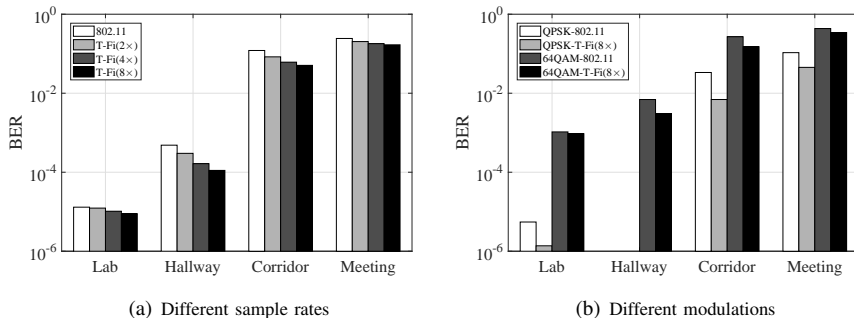 10^0
10^-2
10^-4
10^-6
BER
802.11
T-Fi(2×)
T-Fi(4×)
T-Fi(8×)
Lab Hallway Corridor Meeting
(a) Different sample rates
10^0
10^-2
10^-4
10^-6
BER
QPSK-802.11
QPSK-T-Fi(8×)
64QAM-802.11
64QAM-T-Fi(8×)
Lab Hallway Corridor Meeting
(b) Different modulations